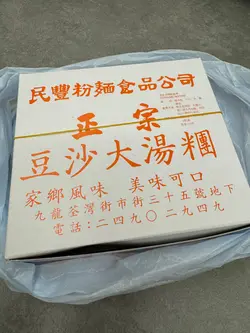 民豐粉麵食品公司
正宗
豆沙大湯糰
家鄉風味 美味可口
九龍荃灣街市街三十五號地下
電話:二四九〇二九四九